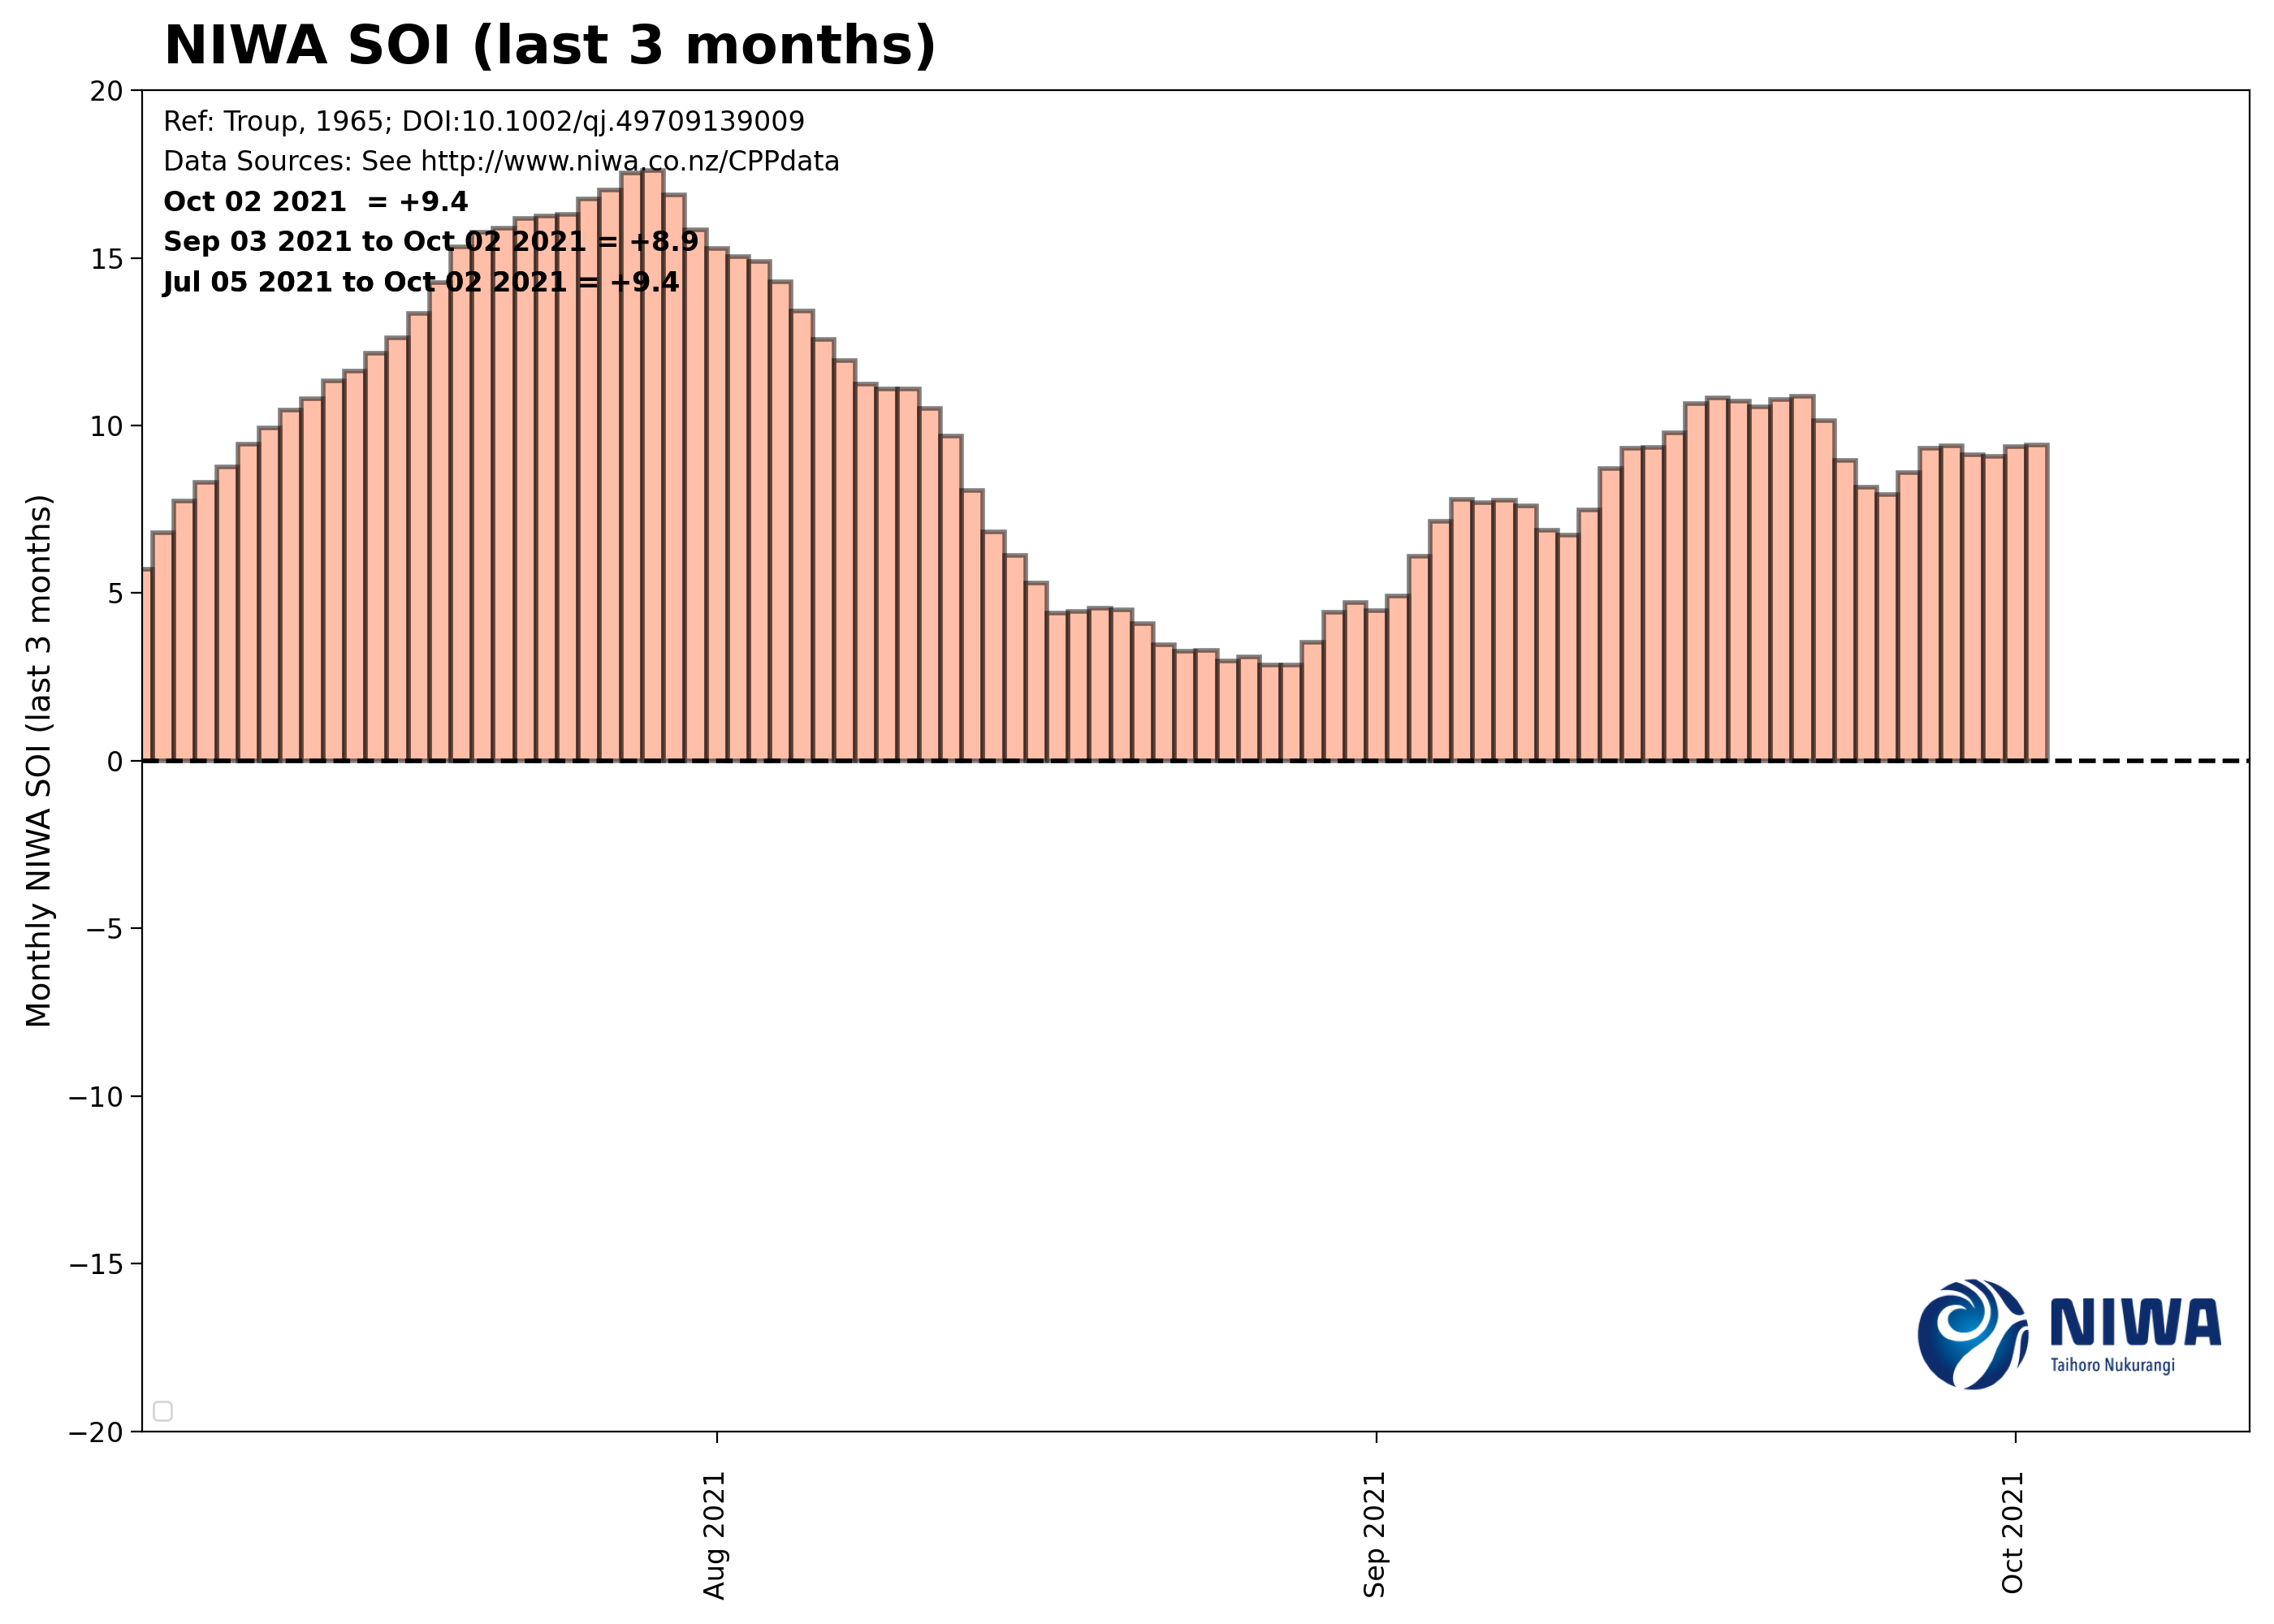 NIWA SOI (last 3 months)
Ref: Troup, 1965; DOI:10.1002/qj.49709139009
Data Sources: See http://www.niwa.co.nz/CPPdata
Oct 02 2021 = +9.4
Sep 03 2021 to Oct 02 2021 = +8.9
Jul 05 2021 to Oct 02 2021 = +9.4
Monthly NIWA SOI (last 3 months)
20
15
10
5
0
−5
−10
−15
−20
Aug 2021
Sep 2021
Oct 2021
NIWA
Taihoro Nukurangi